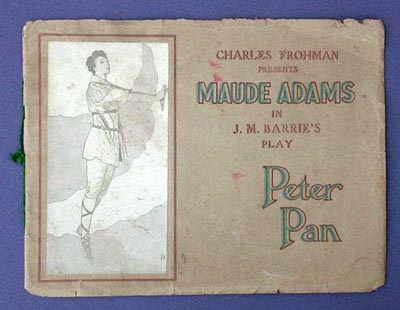 CHARLES FROHMAN
PRESENTS
MAUDE ADAMS
IN
J. M. BARRIE'S
PLAY
Peter
Pan